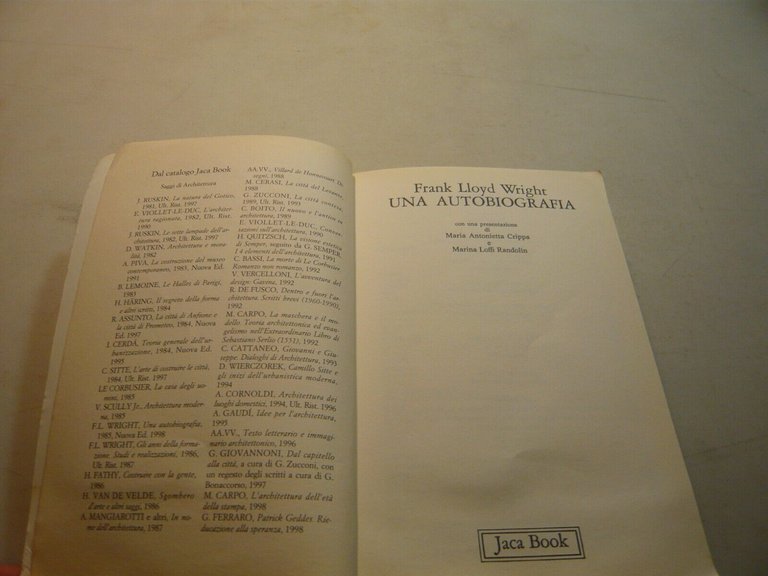 Dal catalogo Jaca Book
Saggi di Architettura
J. RUSKIN, La natura del Gotico,
1981, Ult. Rist. 1997
E. VIOLLET-LE-DUC, L'architet-
tura ragionata, 1982, Ult. Rist.
1990
J. RUSKIN, Le sette lampade dell'ar-
chitettura, 1982, Ult. Rist. 1997
D. WATKIN, Architettura e mora-
lità, 1982
A. PIVA, La costruzione del museo
contemporaneo, 1983, Nuova Ed.
1991
B. LEMOINE, Le Halles di Parigi,
1983
H. HÄRING, Il segreto della forma
e altri scritti, 1984
R. ASSUNTO, La città di Anfione e
la città di Prometeo, 1984, Nuova
Ed. 1997
I. CERDÁ, Teoria generale dell'ur-
banizzazione, 1984, Nuova Ed.
1995
C. SITTE, L'arte di costruire le città,
1984, Ult. Rist. 1997
LE CORBUSIER, La casa degli uo-
mini, 1985
V. SCULLY Jr., Architettura moder-
na, 1985
F.L. WRIGHT, Una autobiografia,
1985, Nuova Ed. 1998
F.L. WRIGHT, Gli anni della forma-
zione. Studi e realizzazioni, 1986,
Ult. Rist. 1987
H. FATHY, Costruire con la gente,
1986
H. VAN DE VELDE, Sgombero
d'arte e altri saggi, 1986
A. MANGIAROTTI e altri, In no-
me dell'architettura, 1987
AA.VV., Villard de Honnecourt. Di-
segni, 1988
M. CERASI, La città del Levante,
1988
G. ZUCCONI, La città contesa,
1989, Ult. Rist. 1995
C. BOITO, Il nuovo e l'antico in
architettura, 1989
E. VIOLLET-LE-DUC, Conver-
sazioni sull'architettura, 1990
H. QUITZSCH, La visione estetica
di Semper, seguito da G. SEMPER,
I 4 elementi dell'architettura, 1991
C. BASSI, La morte di Le Corbusier
Romanzo non romanzo, 1992
V. VERCELLONI, L'avventura del
design: Gavina, 1992
R. DE FUSCO, Dentro e fuori l'ar-
chitettura. Scritti brevi (1960-1990),
1992
M. CARPO, La maschera e il mo-
dello. Teoria architettonica ed evan-
gelismo nell'Extraordinario Libro di
Sebastiano Serlio (1551), 1992
C. CATTANEO, Giovanni e Giu-
seppe. Dialoghi di Architettura, 1993
D. WIERCZOREK, Camillo Sitte e
gli inizi dell'urbanistica moderna,
1994
A. CORNOLDI, Architettura dei
luoghi domestici, 1994, Ult. Rist. 1996
A. GAUDÍ, Idee per l'architettura,
1995
AA.VV., Testo letterario e immagi-
nario architettonico, 1996
G. GIOVANNONI, Dal capitello
alla città, a cura di G. Zucconi, con
un regesto degli scritti a cura di G.
Bonaccorso, 1997
M. CARPO, L'architettura dell'età
della stampa, 1998
G. FERRARO, Patrick Geddes Rie-
ducazione alla speranza, 1998
Frank Lloyd Wright
UNA AUTOBIOGRAFIA
con una presentazione
di
Maria Antonietta Crippa
e
Marina Loffi Randolin
Jaca Book